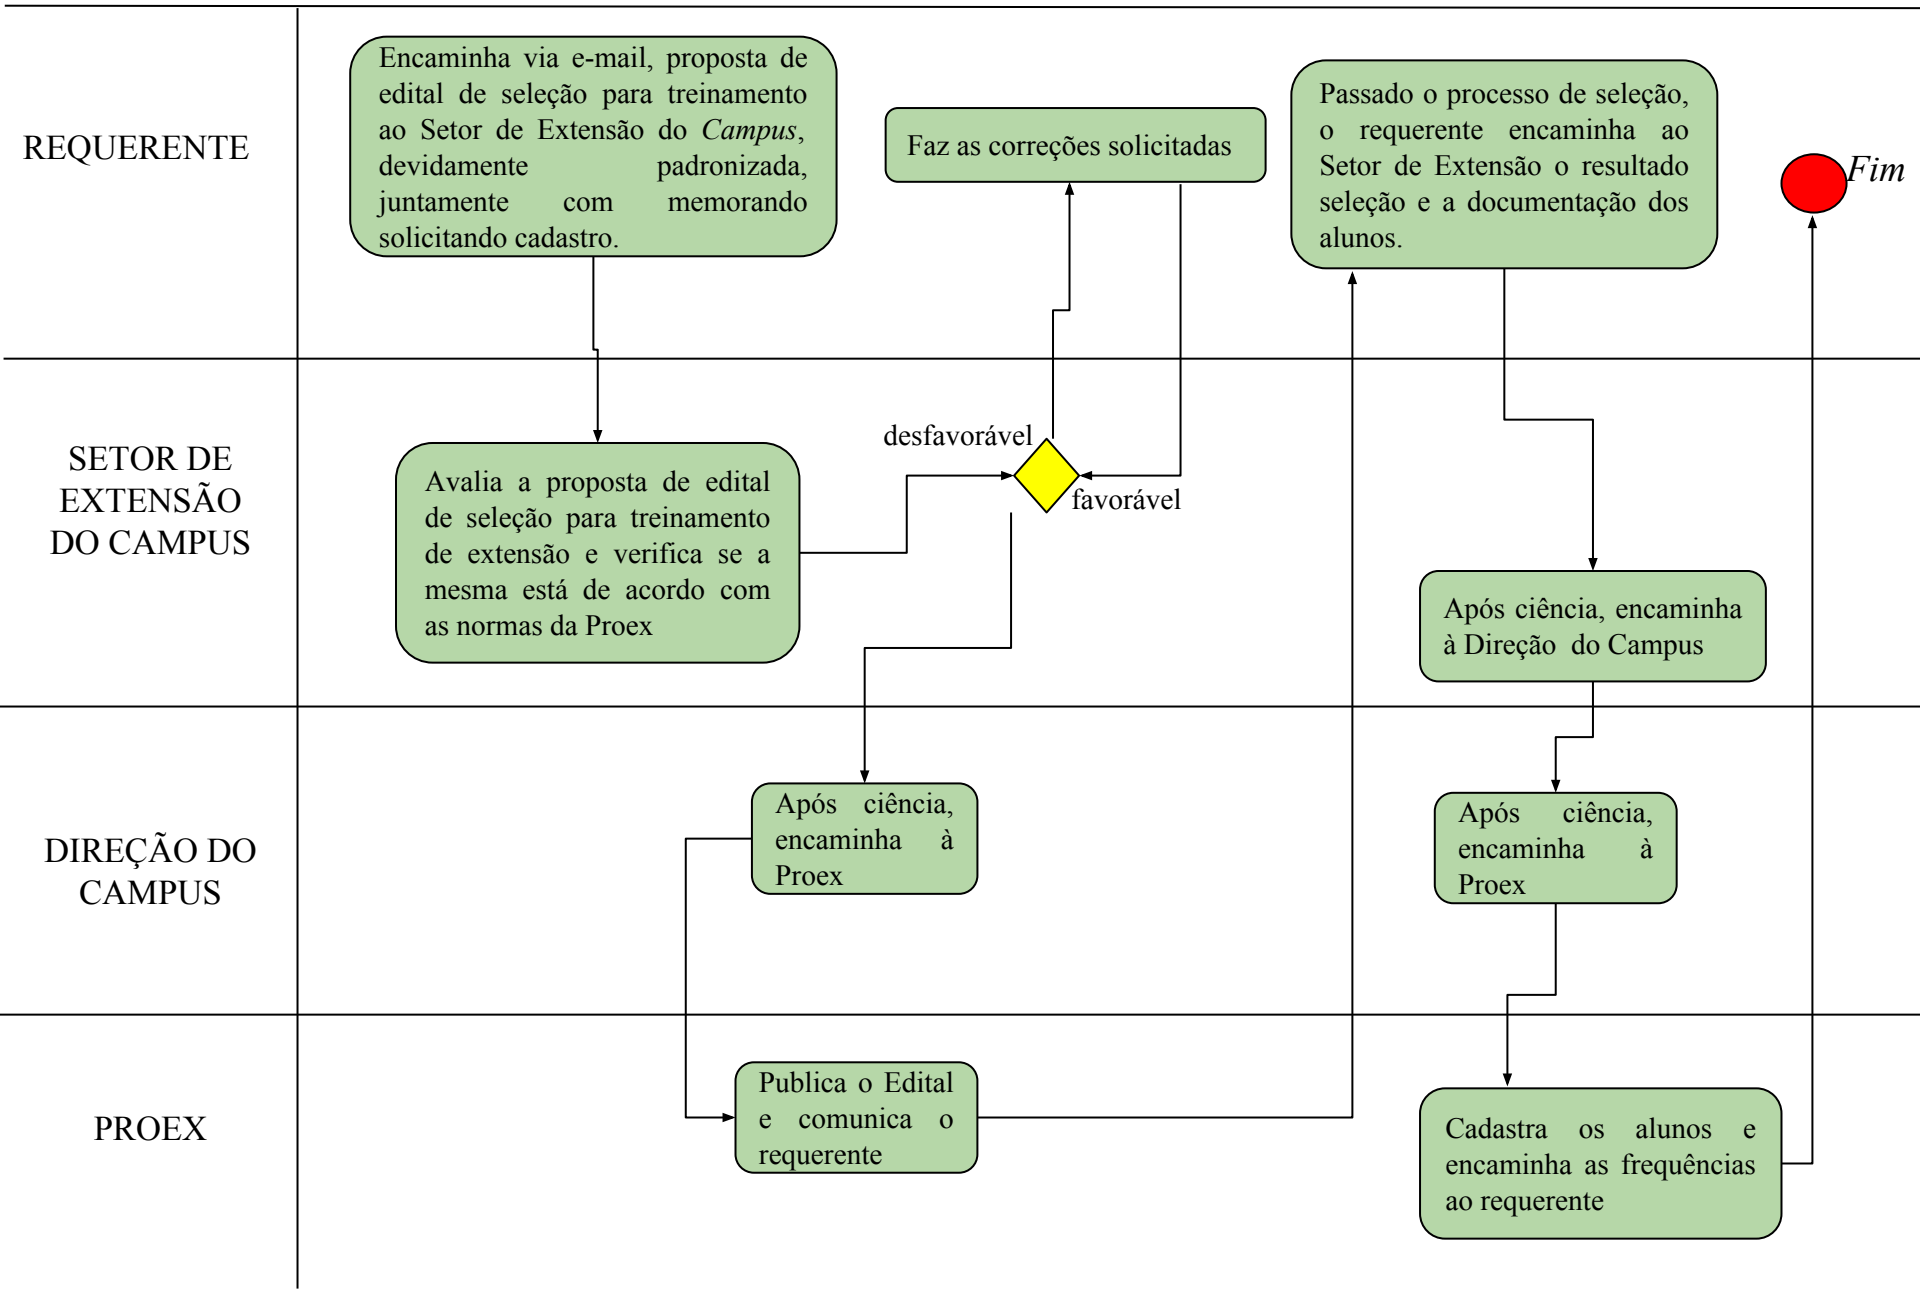 REQUERENTE
Encaminha via e-mail, proposta de
edital de seleção para treinamento
ao Setor de Extensão do Campus,
devidamente padronizada,
juntamente com memorando
solicitando cadastro.
Faz as correções solicitadas
Passado o processo de seleção,
o requerente encaminha ao
Setor de Extensão o resultado
seleção e a documentação dos
alunos.
Fim
SETOR DE
EXTENSÃO
DO CAMPUS
Avalia a proposta de edital
de seleção para treinamento
de extensão e verifica se a
mesma está de acordo com
as normas da Proex
desfavorável
favorável
Após ciência, encaminha
à Direção do Campus
DIREÇÃO DO
CAMPUS
Após ciência,
encaminha à
Proex
Após ciência,
encaminha à
Proex
PROEX
Publica o Edital
e comunica o
requerente
Cadastra os alunos e
encaminha as frequências
ao requerente